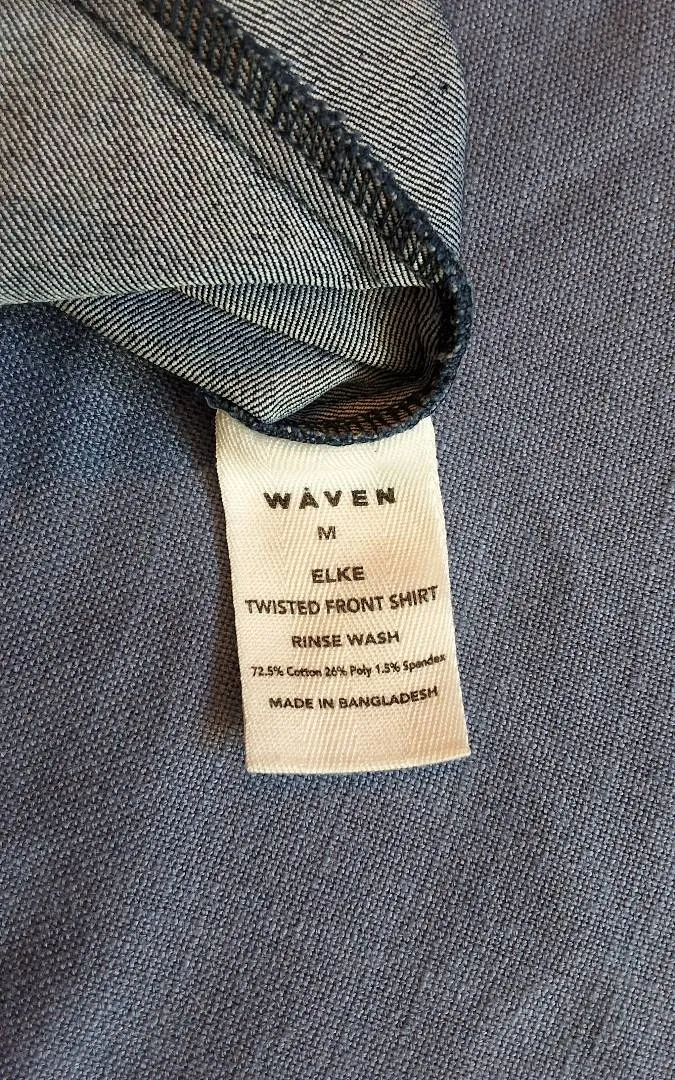 WÅVEN
M
ELKE
TWISTED FRONT SHIRT
RINSE WASH
72.5% Cotton 26% Poly 1.5% Spandex
MADE IN BANGLADESH